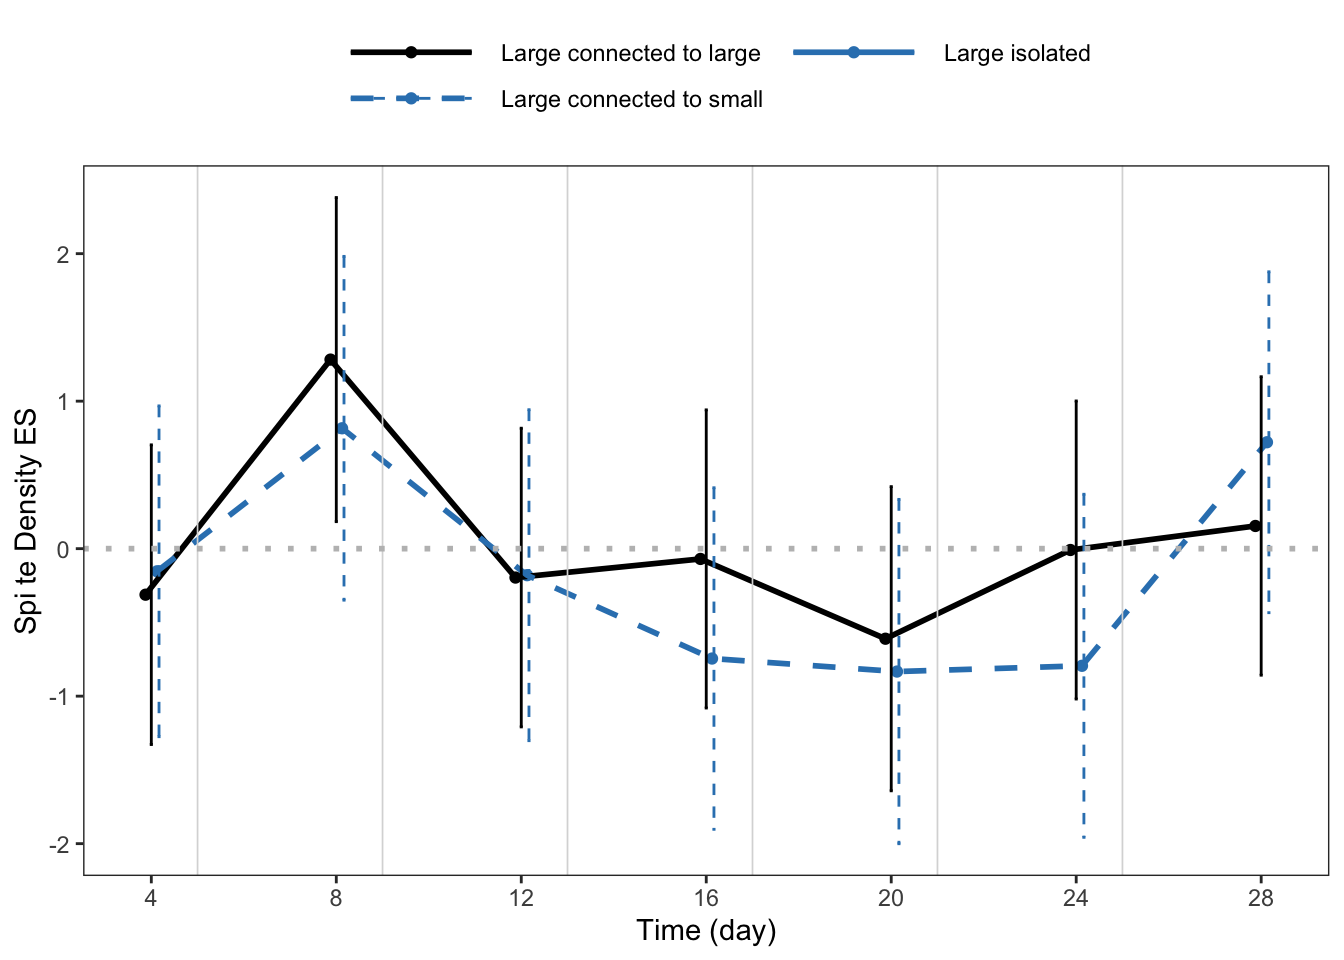 Large connected to large
Large isolated
Large connected to small
Spi te Density ES
2
1
0
-1
-2
4
8
12
16
20
24
28
Time (day)